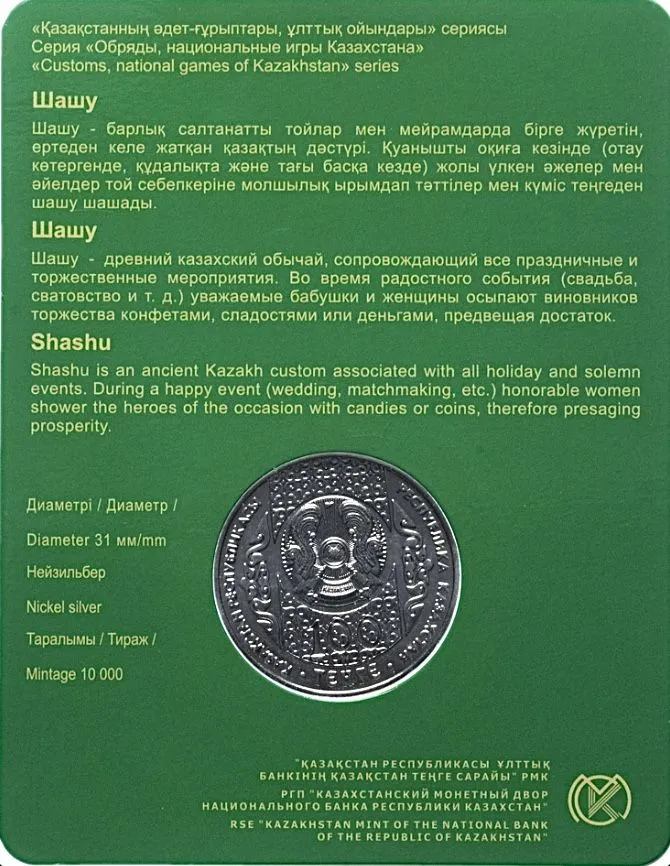 «Қазақстанның әдет-ғұрыптары, ұлттық ойындары» сериясы
Серия «Обряды, национальные игры Казахстана»
«Customs, national games of Kazakhstan» series
Шашу
Шашу - барлық салтанатты тойлар мен мейрамдарда бірге жүретін,
ертеден келе жатқан қазақтың дәстүрі. Қуанышты оқиға кезінде (отау
көтергенде, құдалықта және тағы басқа кезде) жолы үлкен әжелер мен
әйелдер той себепкеріне молшылық ырымдап тәттілер мен күміс теңгеден
шашу шашады.
Шашу
Шашу - древний казахский обычай, сопровождающий все праздничные и
торжественные мероприятия. Во время радостного события (свадьба,
сватовство и т. д.) уважаемые бабушки и женщины осыпают виновников
торжества конфетами, сладостями или деньгами, предвещая достаток.
Shashu
Shashu is an ancient Kazakh custom associated with all holiday and solemn
events. During a happy event (wedding, matchmaking, etc.) honorable women
shower the heroes of the occasion with candies or coins, therefore presaging
prosperity.
Диаметрі / Диаметр /
Diameter 31 мм/mm
Нейзильбер
Nickel silver
Таралымы / Тираж /
Mintage 10 000
ҚАЗАҚСТАН РЕСПУБЛИКАСЫ
РЕСПУБЛИКА КАЗАХСТАН
100
ТЕҢГЕ
"ҚАЗАҚСТАН РЕСПУБЛИКАСЫ ҰЛТТЫҚ
БАНКІНІҢ ҚАЗАҚСТАН ТЕҢГЕ САРАЙЫ" РМК
РГП "КАЗАХСТАНСКИЙ МОНЕТНЫЙ ДВОР
НАЦИОНАЛЬНОГО БАНКА РЕСПУБЛИКИ КАЗАХСТАН"
RSE "KAZAKHSTAN MINT OF THE NATIONAL BANK
OF THE REPUBLIC OF KAZAKHSTAN"